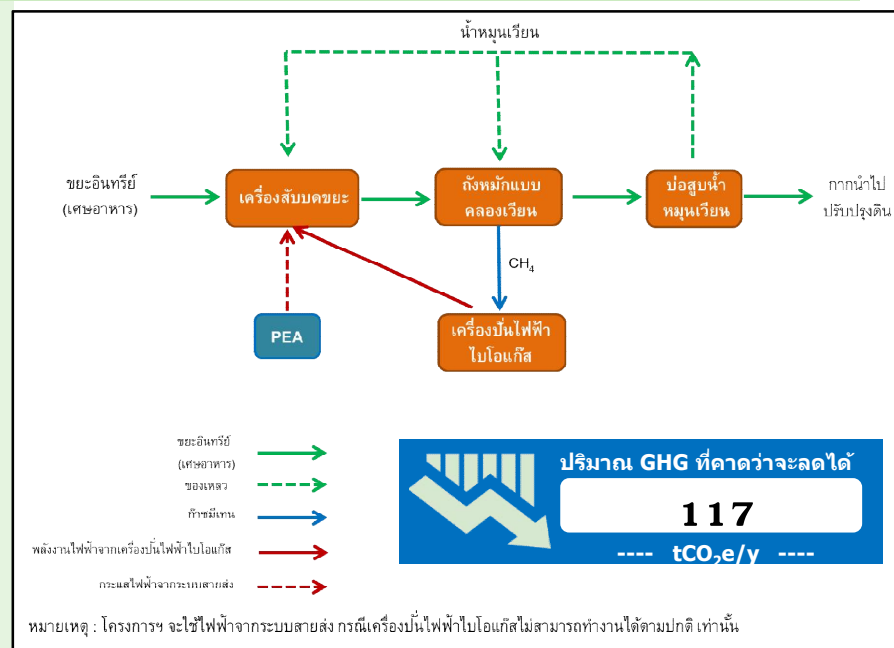 น้ำหมุนเวียน
ขยะอินทรีย์
(เศษอาหาร)
เครื่องสับบดขยะ
ถังหมักแบบ
คลองเวียน
บ่อสูบน้ำ
หมุนเวียน
กากนำไป
ปรับปรุงดิน
CH₄
PEA
เครื่องปั่นไฟฟ้า
ไบโอแก๊ส
ขยะอินทรีย์
(เศษอาหาร)
ของเหลว
ก๊าซมีเทน
พลังงานไฟฟ้าจากเครื่องปั่นไฟฟ้าไบโอแก๊ส
กระแสไฟฟ้าจากระบบสายส่ง
ปริมาณ GHG ที่คาดว่าจะลดได้
117
---- tCO₂e/y ----
หมายเหตุ : โครงการฯ จะใช้ไฟฟ้าจากระบบสายส่ง กรณีเครื่องปั่นไฟฟ้าไบโอแก๊สไม่สามารถทำงานได้ตามปกติ เท่านั้น